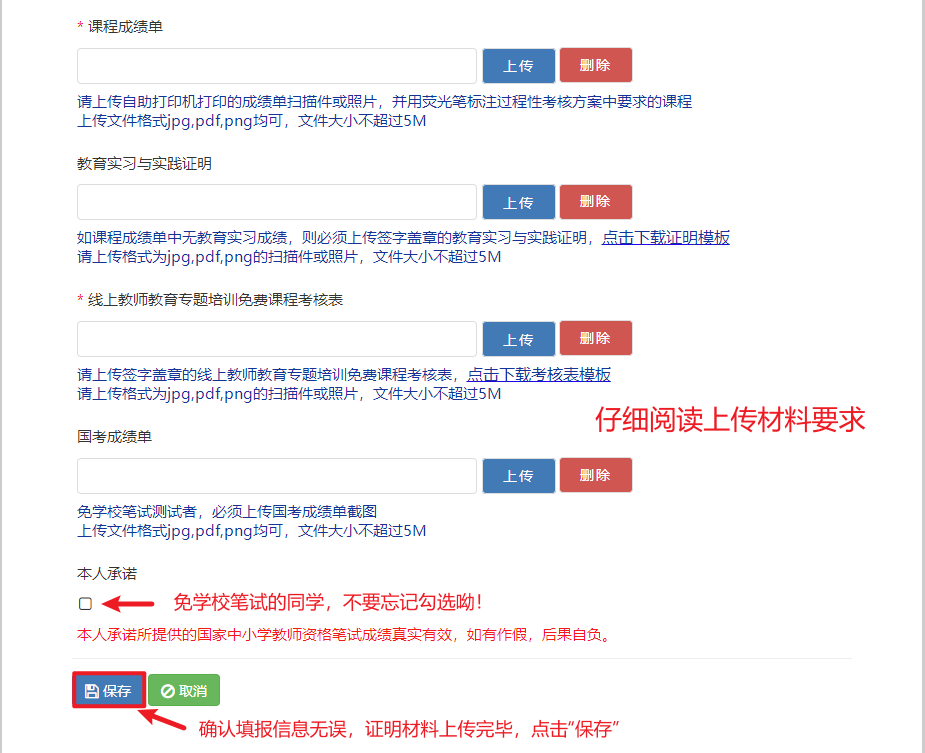 * 课程成绩单
上传 删除
请上传自助打印机打印的成绩单扫描件或照片，并用荧光笔标注过程性考核方案中要求的课程
上传文件格式jpg,pdf,png均可，文件大小不超过5M
教育实习与实践证明
上传 删除
如课程成绩单中无教育实习成绩，则必须上传签字盖章的教育实习与实践证明，点击下载证明模板
请上传格式为jpg,pdf,png的扫描件或照片，文件大小不超过5M
* 线上教师教育专题培训免费课程考核表
上传 删除
请上传签字盖章的线上教师教育专题培训免费课程考核表，点击下载考核表模板
请上传格式为jpg,pdf,png的扫描件或照片，文件大小不超过5M
仔细阅读上传材料要求
国考成绩单
上传 删除
免学校笔试测试者，必须上传国考成绩单截图
上传文件格式jpg,pdf,png均可，文件大小不超过5M
本人承诺
免学校笔试的同学，不要忘记勾选呦！
本人承诺所提供的国家中小学教师资格笔试成绩真实有效，如有作假，后果自负。
保存 取消
确认填报信息无误，证明材料上传完毕，点击“保存”